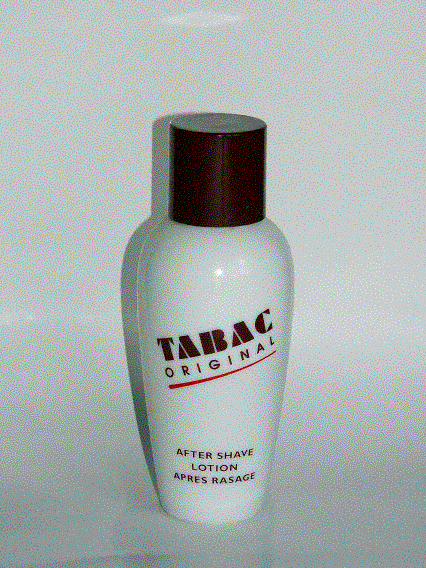 TABAC
ORIGINAL
AFTER SHAVE
LOTION
APRES RASAGE